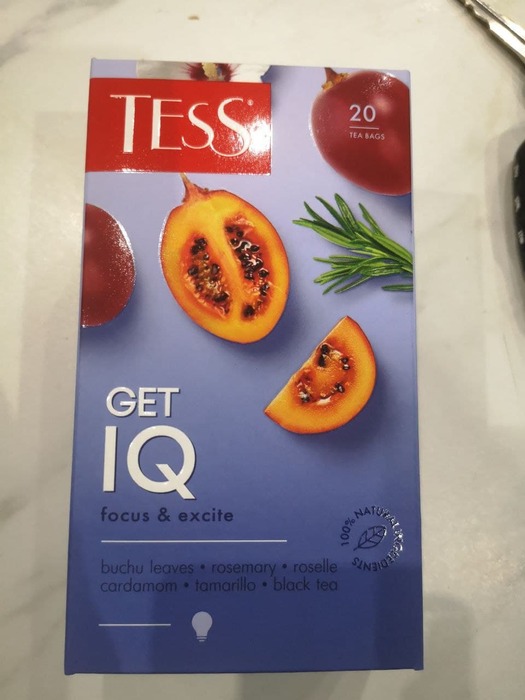 TESS
20
TEA BAGS
GET
IQ
focus & excite
100% NATURAL INGREDIENTS
buchu leaves • rosemary • roselle
cardamom • tamarillo • black tea